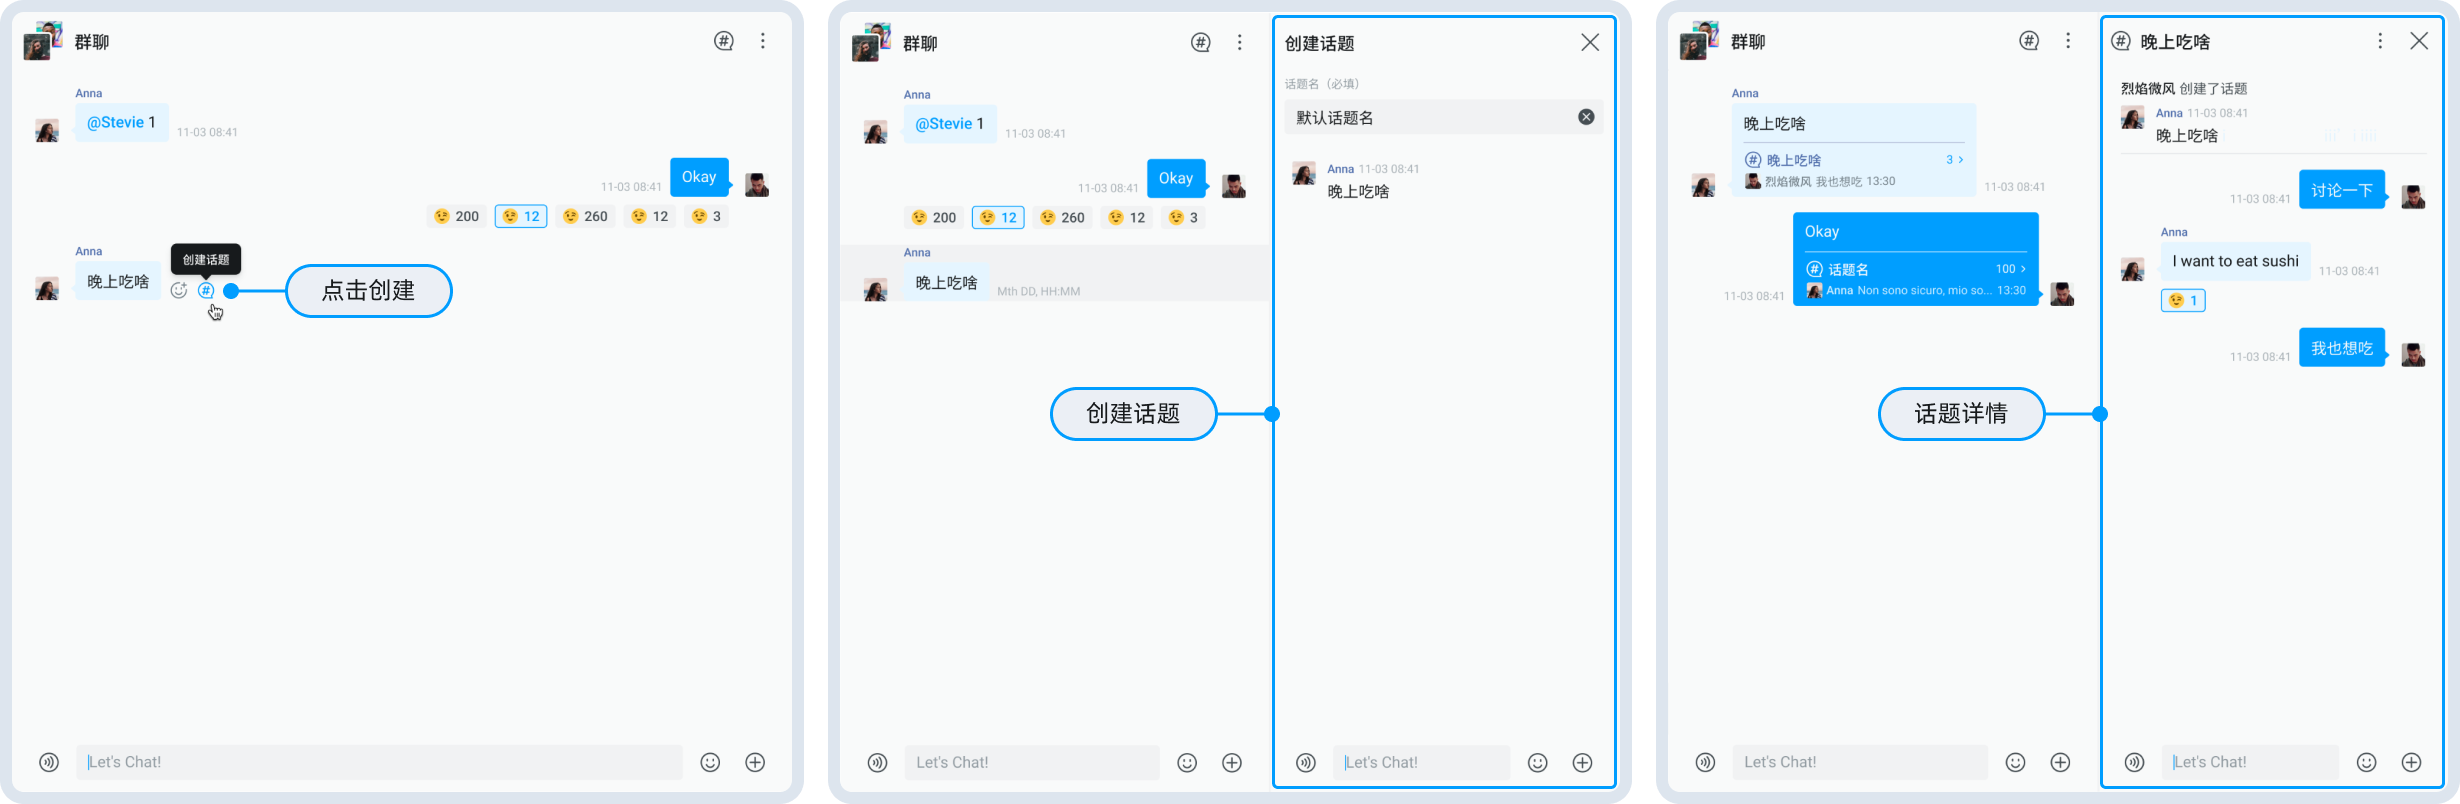 群聊
Anna
@Stevie 1
11-03 08:41
Okay
11-03 08:41
200
12
260
12
3
Anna
创建话题
晚上吃啥
点击创建
Let's Chat!
群聊
Anna
@Stevie 1
11-03 08:41
Okay
11-03 08:41
200
12
260
12
3
Anna
晚上吃啥
Mth DD, HH:MM
创建话题
Let's Chat!
创建话题
话题名（必填）
默认话题名
Anna 11-03 08:41
晚上吃啥
Let's Chat!
群聊
Anna
晚上吃啥
晚上吃啥 3
烈焰微风 我也想吃 13:30
11-03 08:41
Okay
话题名 100
Anna Non sono sicuro, mio so... 13:30
11-03 08:41
话题详情
Let's Chat!
晚上吃啥
烈焰微风 创建了话题
Anna 11-03 08:41
晚上吃啥
讨论一下
11-03 08:41
Anna
I want to eat sushi
11-03 08:41
1
我也想吃
11-03 08:41
Let's Chat!